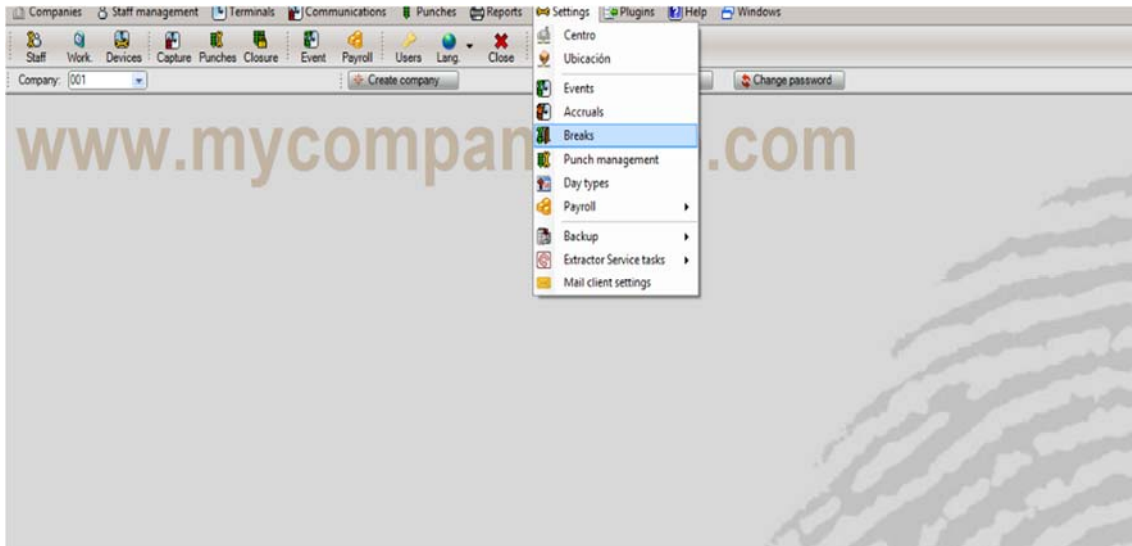 Companies Staff management Terminals Communications Punches Reports Settings Plugins Help Windows
Staff Work. Devices Capture Punches Closure Event Payroll Users Lang. Close
Company: 001 Create company Change password
www.mycompan .com
Centro
Ubicación
Events
Accruals
Breaks
Punch management
Day types
Payroll
Backup
Extractor Service tasks
Mail client settings